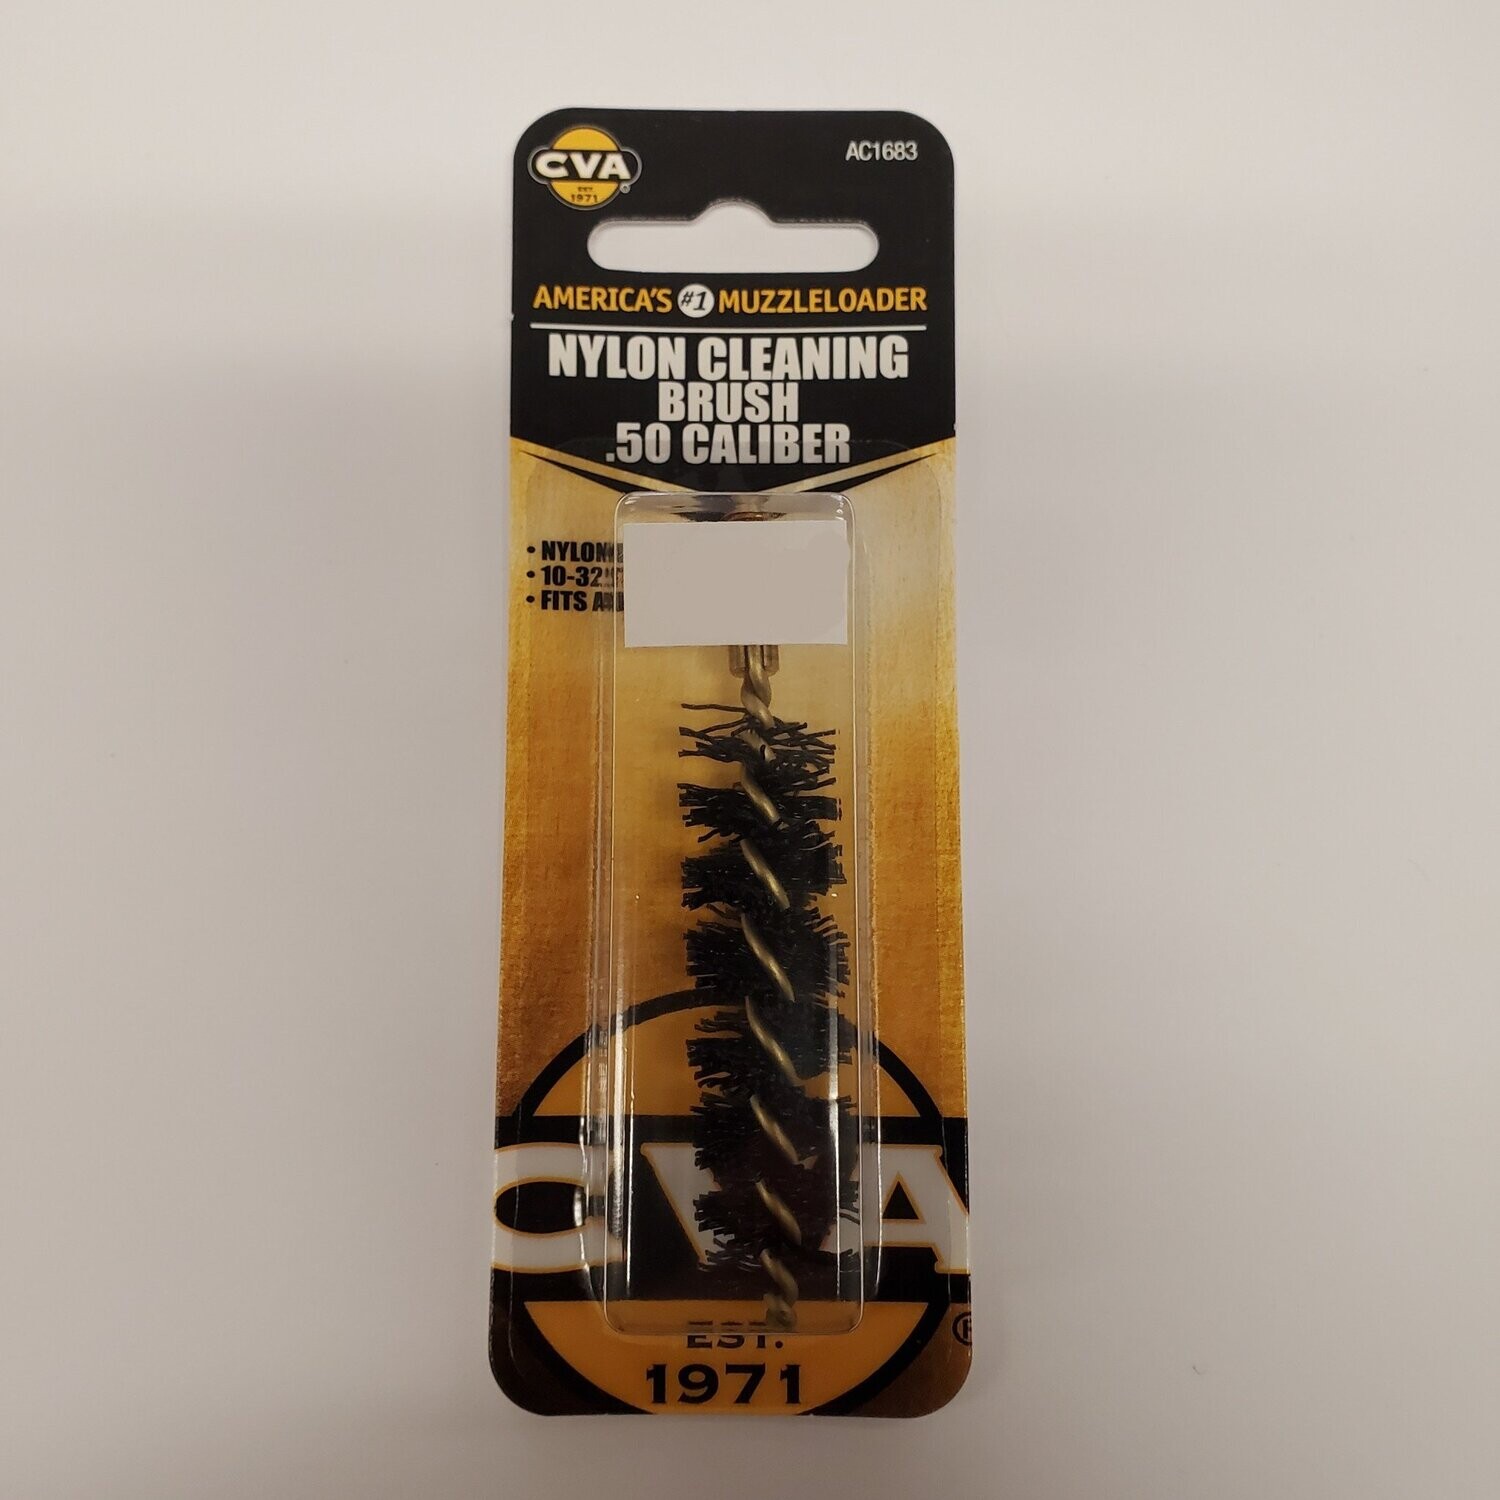 CVA
EST.
1971
AC1683
AMERICA'S #1 MUZZLELOADER
NYLON CLEANING
BRUSH
.50 CALIBER
• NYLON
• 10-32
• FITS
CVA
EST.
1971